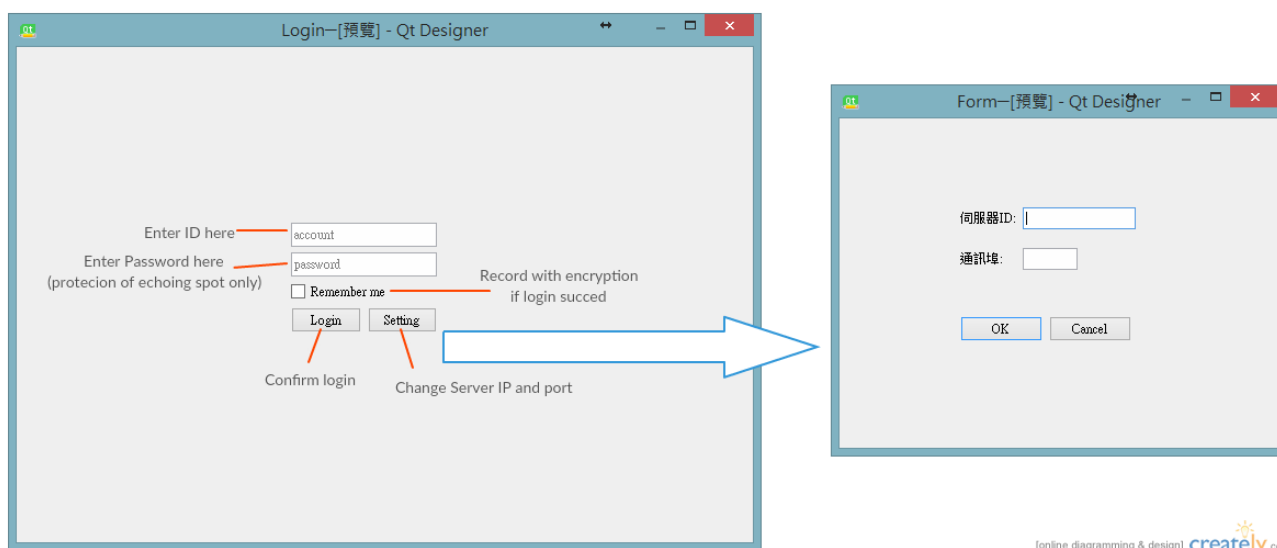 Login—[預覽] - Qt Designer
Enter ID here
account
Enter Password here
(protecion of echoing spot only)
password
Remember me
Record with encryption
if login succed
Login
Setting
Confirm login
Change Server IP and port
Form—[預覽] - Qt Designer
伺服器ID:
通訊埠:
OK
Cancel
[online diagramming & design] creately.co